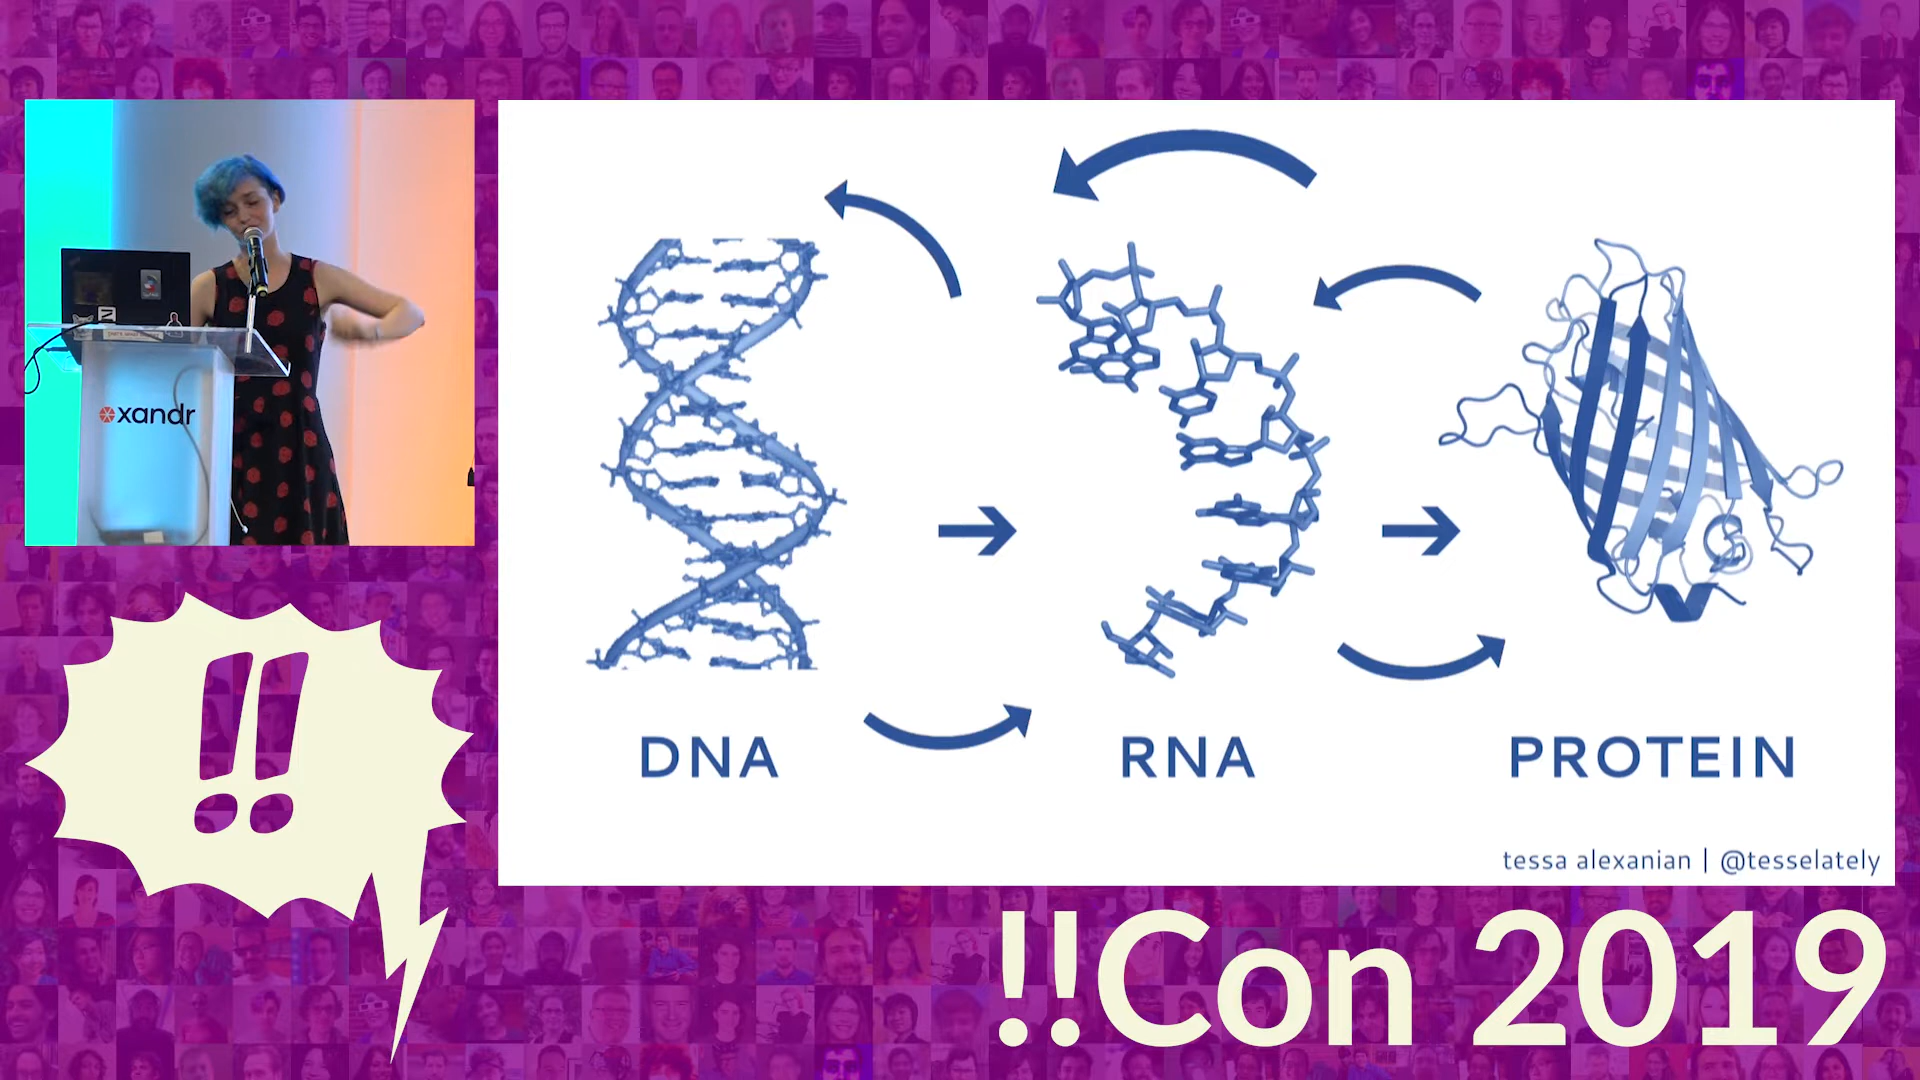 xandr
!!
DNA
RNA
PROTEIN
tessa alexanian | @tesselately
!!Con 2019